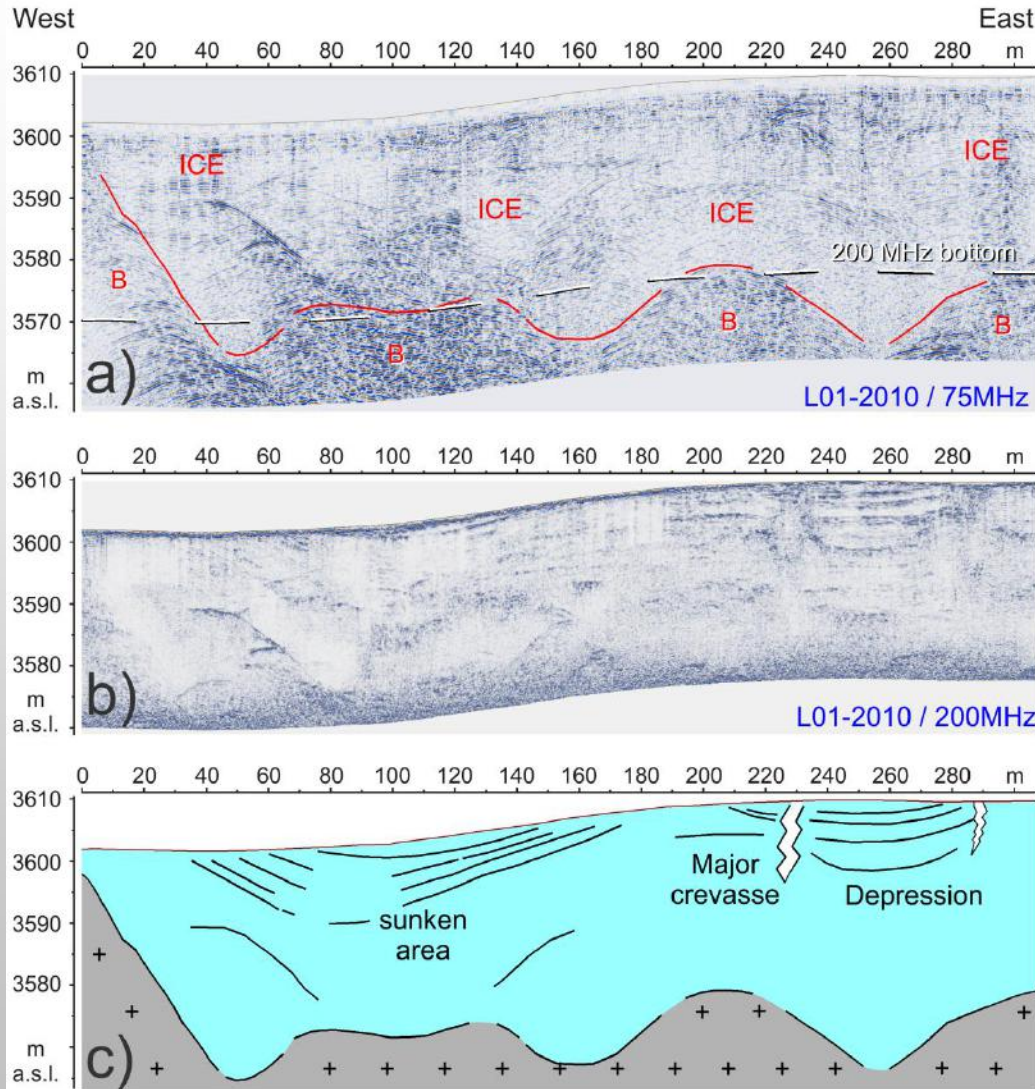 West East
0 20 40 60 80 100 120 140 160 180 200 220 240 260 280 m
3610
3600
3590
3580
3570
m
a.s.l.
ICE
ICE
ICE
ICE
200 MHz bottom
B
B
B
B
a)
L01-2010 / 75MHz
0 20 40 60 80 100 120 140 160 180 200 220 240 260 280 m
3610
3600
3590
3580
m
a.s.l.
b)
L01-2010 / 200MHz
0 20 40 60 80 100 120 140 160 180 200 220 240 260 280 m
3610
3600
3590
3580
m
a.s.l.
sunken
area
Major
crevasse
Depression
c)